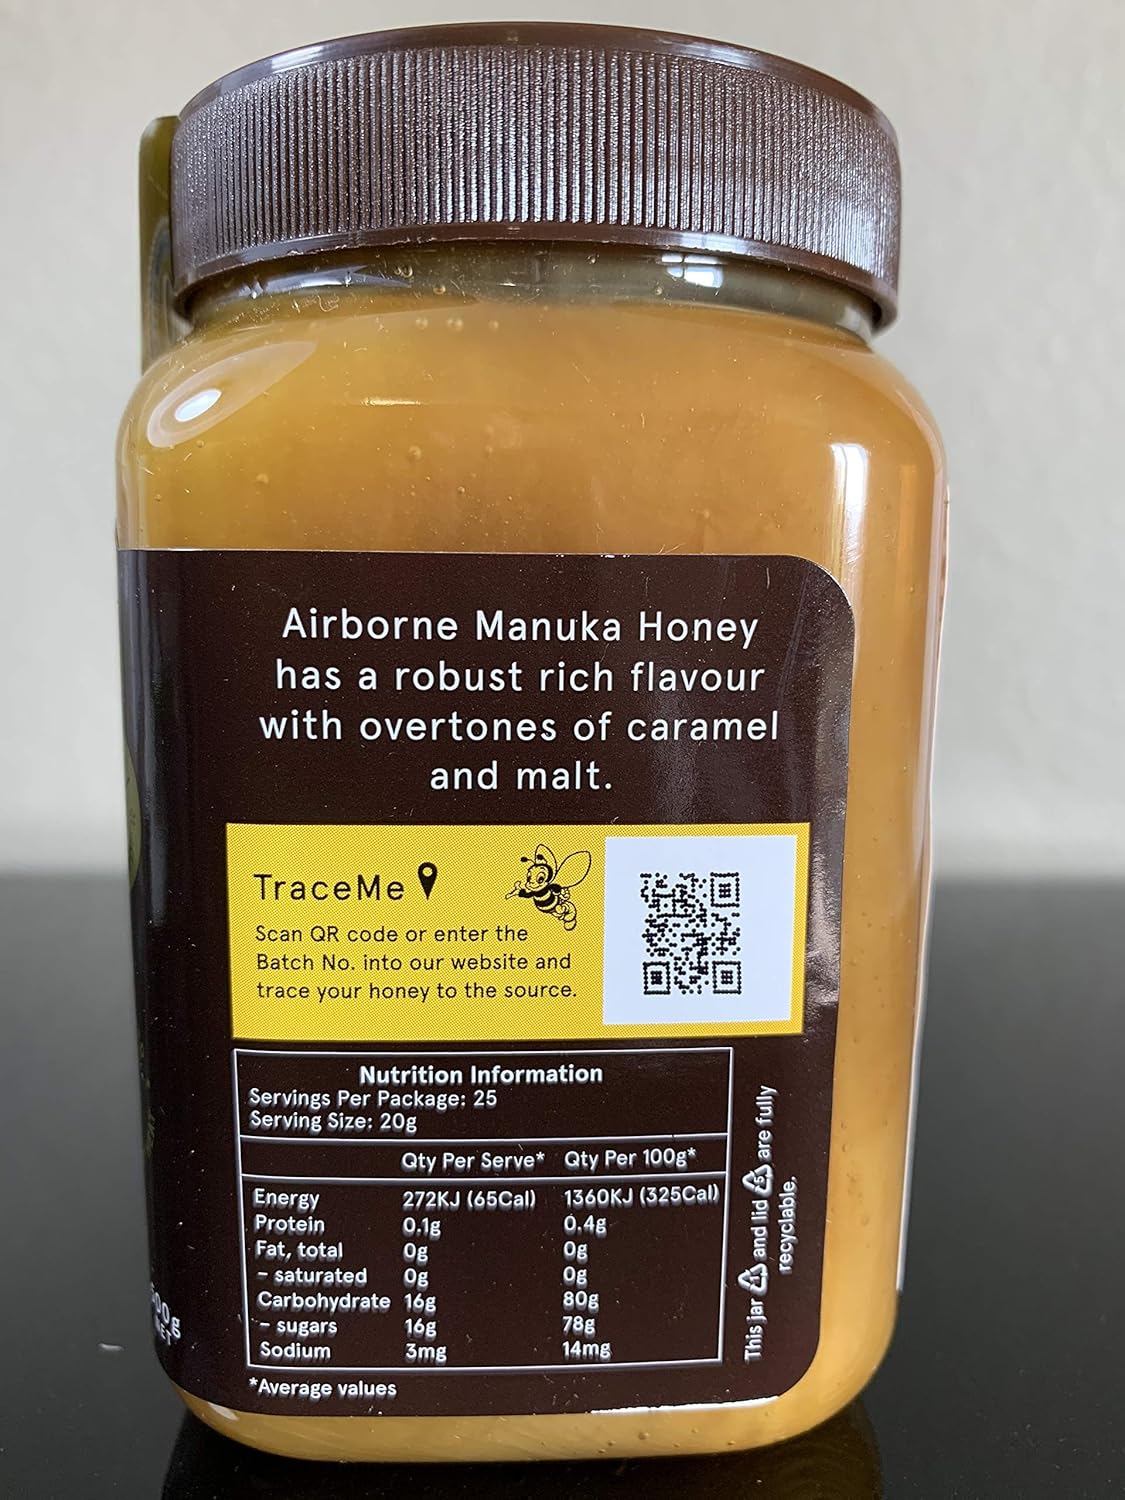 Airborne Manuka Honey
has a robust rich flavour
with overtones of caramel
and malt.
TraceMe
Scan QR code or enter the
Batch No. into our website and
trace your honey to the source.
Nutrition Information
Servings Per Package: 25
Serving Size: 20g
Qty Per Serve* Qty Per 100g*
Energy 272KJ (65Cal) 1360KJ (325Cal)
Protein 0.1g 0.4g
Fat, total 0g 0g
- saturated 0g 0g
Carbohydrate 16g 80g
- sugars 16g 78g
Sodium 3mg 14mg
*Average values
This jar and lid are fully
recyclable.
500g
NET